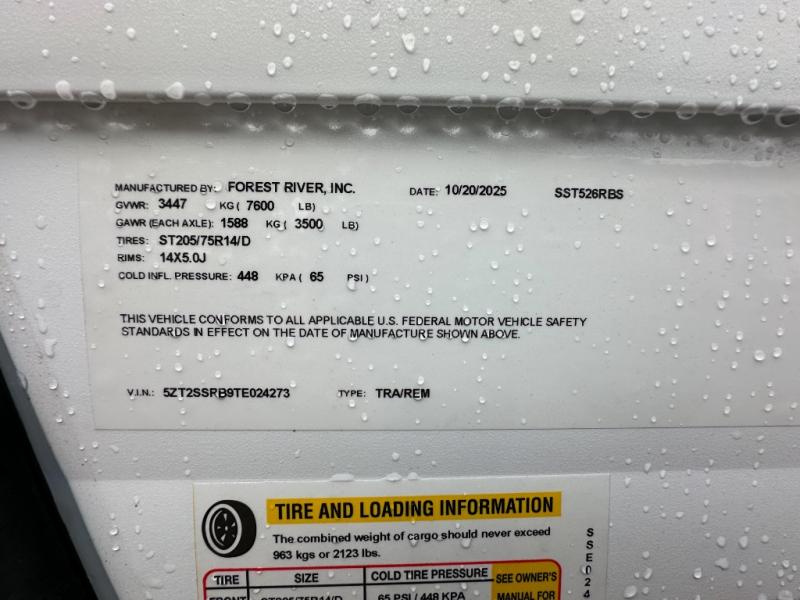 MANUFACTURED BY: FOREST RIVER, INC. DATE: 10/20/2025 SST526RBS
GVWR: 3447 KG ( 7600 LB)
GAWR (EACH AXLE): 1588 KG ( 3500 LB)
TIRES: ST205/75R14/D
RIMS: 14X5.0J
COLD INFL. PRESSURE: 448 KPA ( 65 PSI )
THIS VEHICLE CONFORMS TO ALL APPLICABLE U.S. FEDERAL MOTOR VEHICLE SAFETY
STANDARDS IN EFFECT ON THE DATE OF MANUFACTURE SHOWN ABOVE.
V.I.N.: 5ZT2SSRB9TE024273 TYPE: TRA/REM
TIRE AND LOADING INFORMATION
The combined weight of cargo should never exceed
963 kgs or 2123 lbs.
TIRE SIZE COLD TIRE PRESSURE SEE OWNER'S
FRONT ST205/75R14/D 65 PSI / 448 KPA MANUAL FOR
SSE024